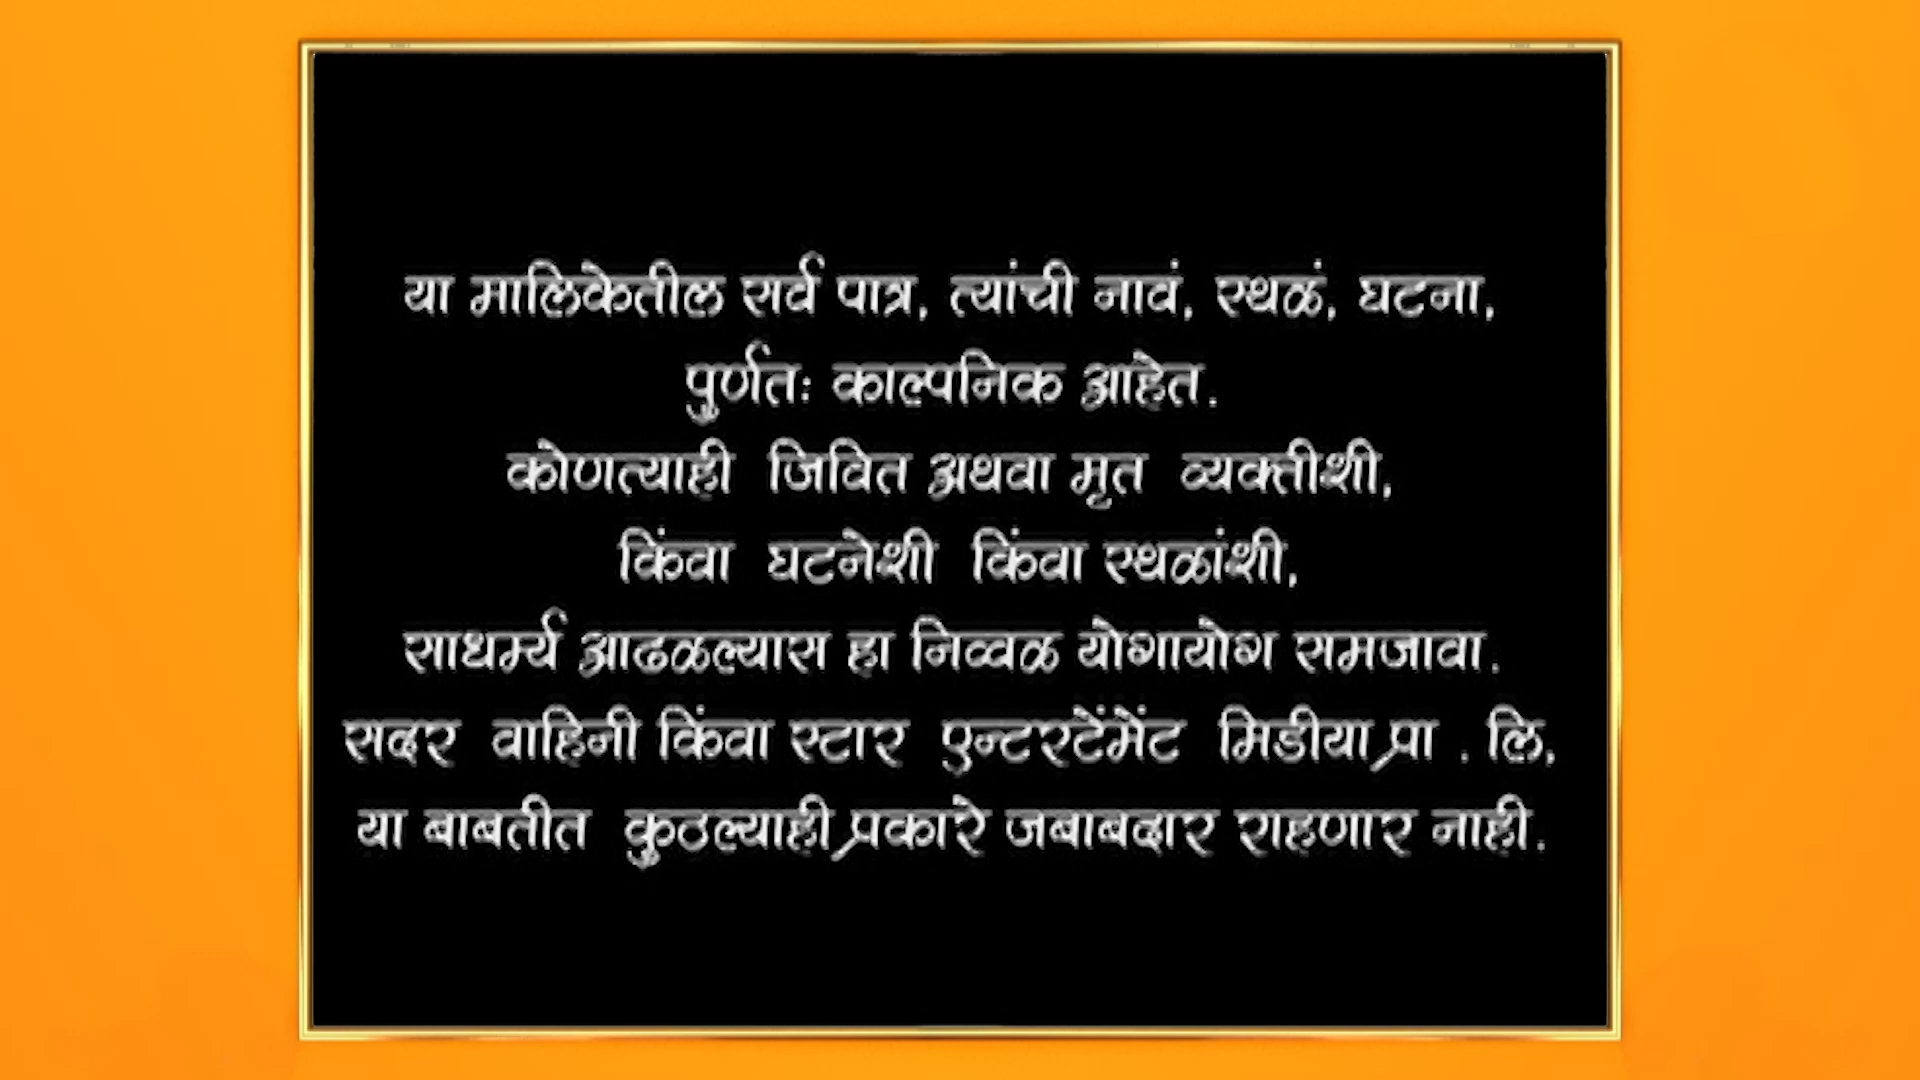 या मालिकेतील सर्व पात्र, त्यांची नावं, स्थळं, घटना,
पुर्णतः काल्पनिक आहेत.
कोणत्याही जिवित अथवा मृत व्यक्तीशी,
किंवा घटनेशी किंवा स्थळांशी,
साधर्म्य आढळल्यास हा निव्वळ योगायोग समजावा.
सदर वाहिनी किंवा स्टार एन्टरटेंमेंट मिडीया प्रा . लि,
या बाबतीत कुठल्याही प्रकारे जबाबदार राहणार नाही.